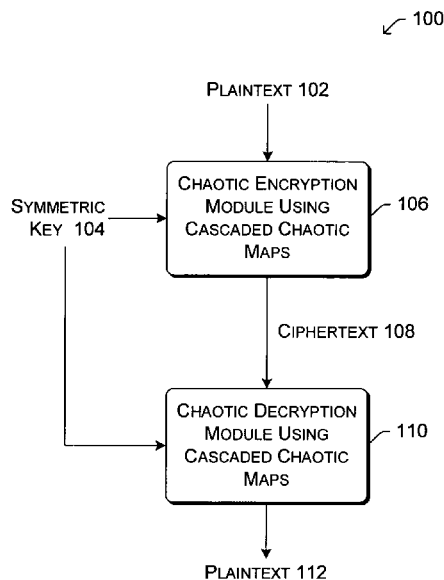 100
PLAINTEXT 102
CHAOTIC ENCRYPTION
MODULE USING
CASCADED CHAOTIC
MAPS
106
SYMMETRIC
KEY 104
CIPHERTEXT 108
CHAOTIC DECRYPTION
MODULE USING
CASCADED CHAOTIC
MAPS
110
PLAINTEXT 112